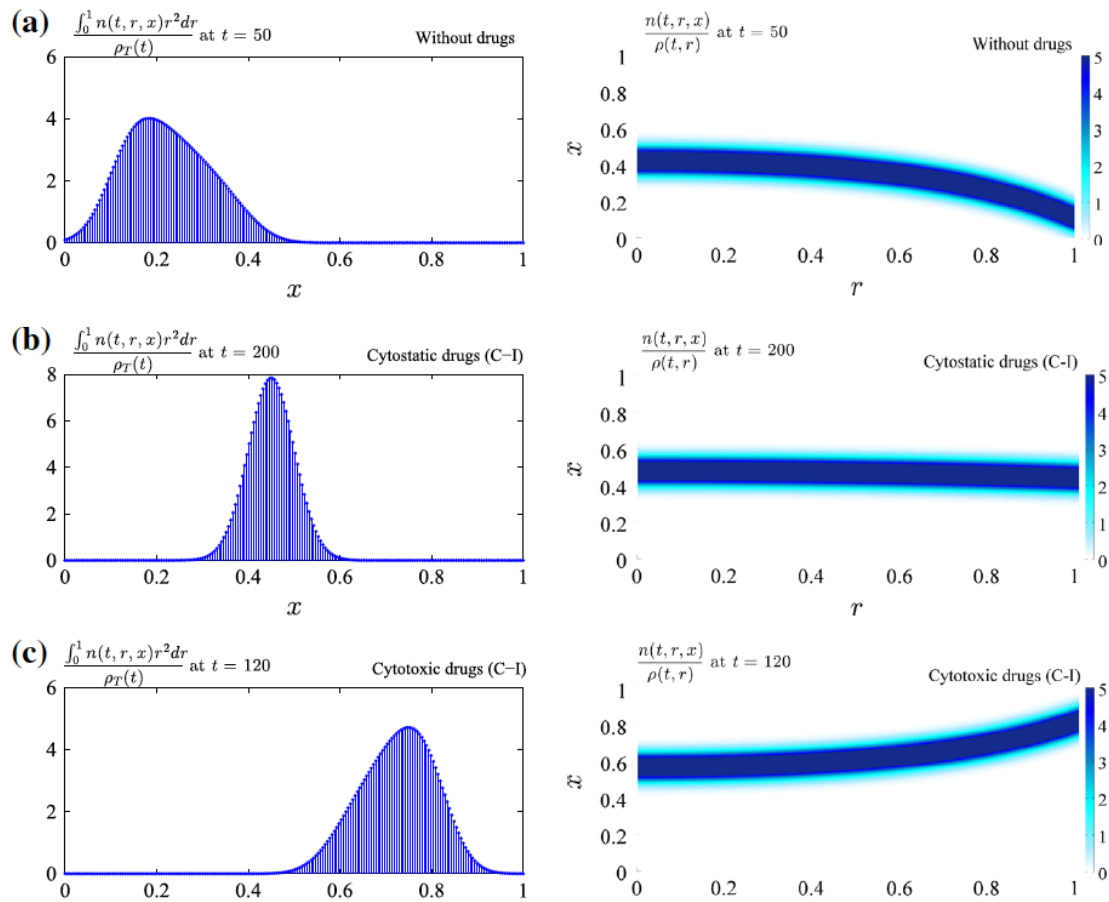 (a)
∫₀¹ n(t, r, x)r²dr / ρ_T(t) at t = 50
Without drugs
6
4
2
0
0 0.2 0.4 0.6 0.8 1
x
n(t, r, x) / ρ(t, r) at t = 50
Without drugs
1
0.8
0.6
0.4
0.2
0
x
0 0.2 0.4 0.6 0.8 1
r
5
4
3
2
1
0
(b)
∫₀¹ n(t, r, x)r²dr / ρ_T(t) at t = 200
Cytostatic drugs (C–I)
8
6
4
2
0
0 0.2 0.4 0.6 0.8 1
x
n(t, r, x) / ρ(t, r) at t = 200
Cytostatic drugs (C-I)
1
0.8
0.6
0.4
0.2
0
x
0 0.2 0.4 0.6 0.8 1
r
5
4
3
2
1
0
(c)
∫₀¹ n(t, r, x)r²dr / ρ_T(t) at t = 120
Cytotoxic drugs (C–I)
6
4
2
0
0 0.2 0.4 0.6 0.8 1
n(t, r, x) / ρ(t, r) at t = 120
Cytotoxic drugs (C-I)
1
0.8
0.6
0.4
0.2
0
x
0 0.2 0.4 0.6 0.8 1
5
4
3
2
1
0